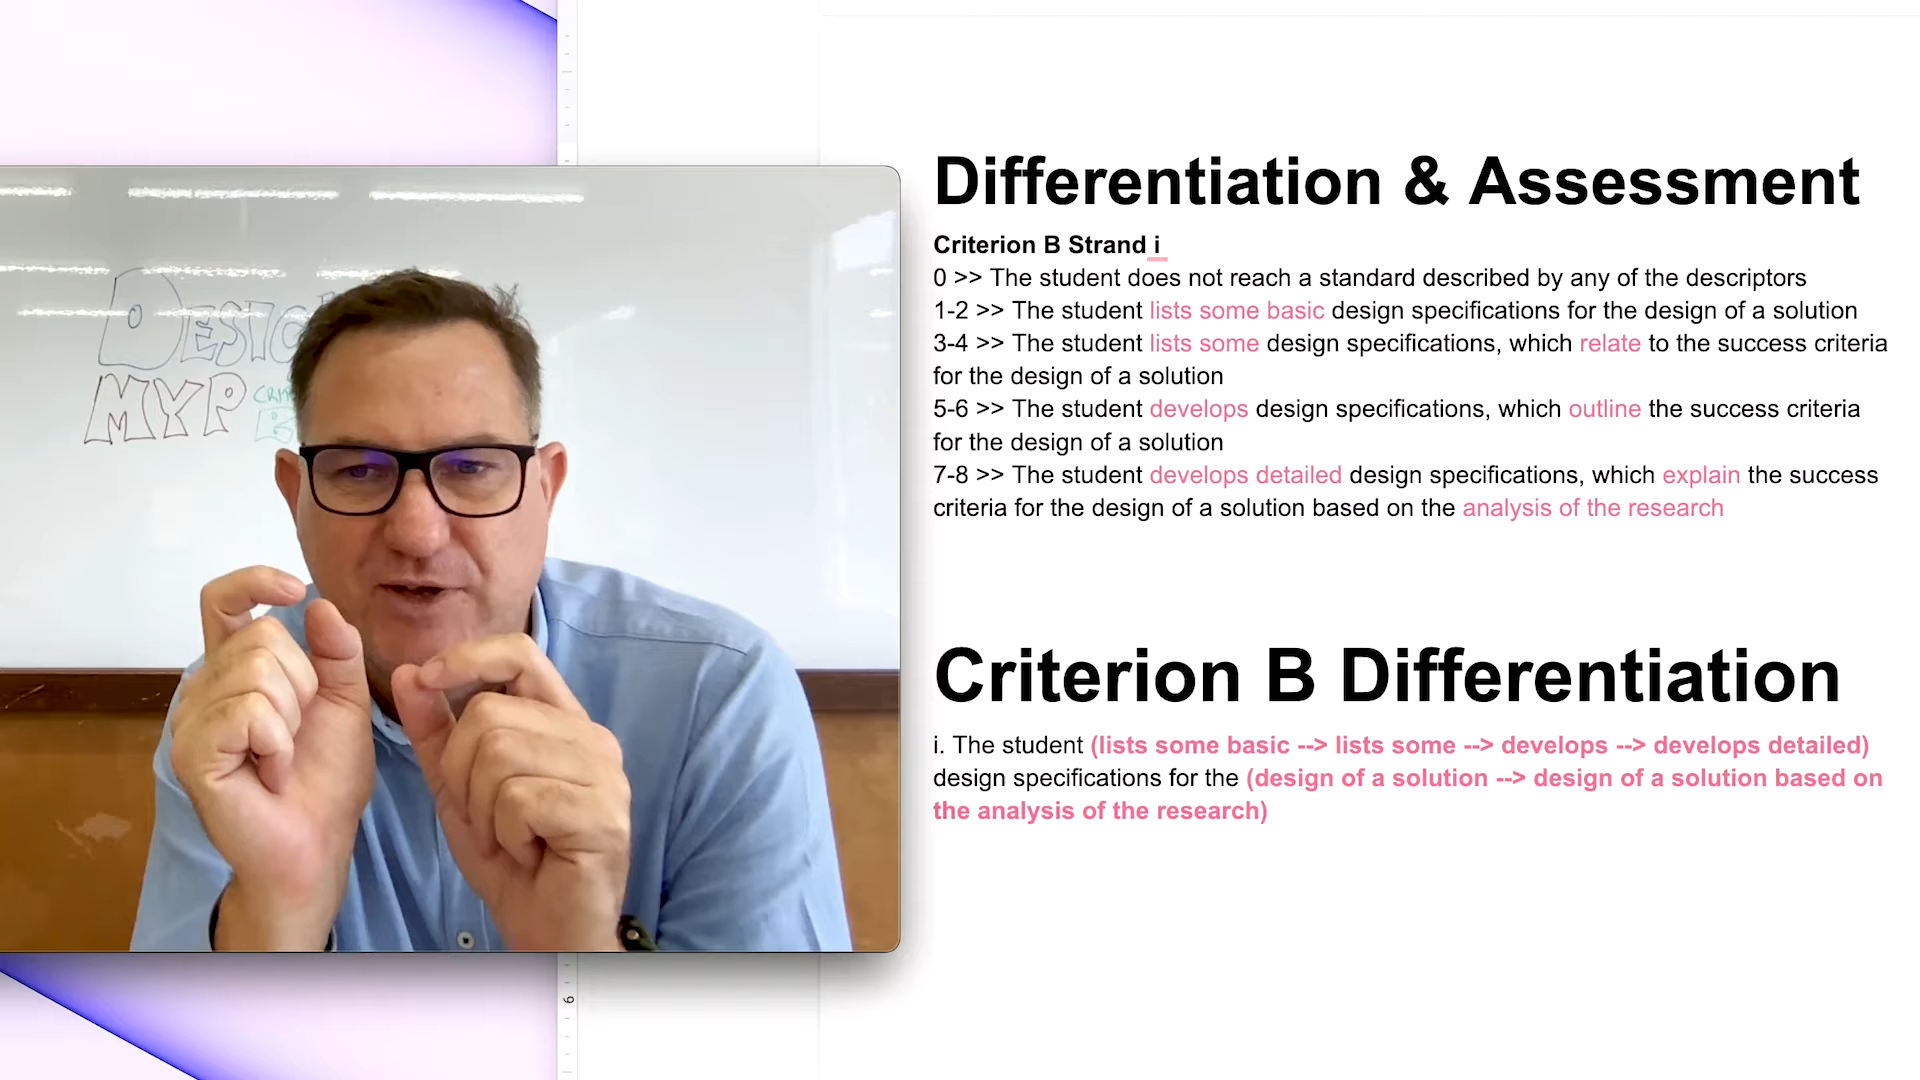 DESIG
MYP
CRI
B
Differentiation & Assessment
Criterion B Strand i
0 >> The student does not reach a standard described by any of the descriptors
1-2 >> The student lists some basic design specifications for the design of a solution
3-4 >> The student lists some design specifications, which relate to the success criteria
for the design of a solution
5-6 >> The student develops design specifications, which outline the success criteria
for the design of a solution
7-8 >> The student develops detailed design specifications, which explain the success
criteria for the design of a solution based on the analysis of the research
Criterion B Differentiation
i. The student (lists some basic --> lists some --> develops --> develops detailed)
design specifications for the (design of a solution --> design of a solution based on
the analysis of the research)
6